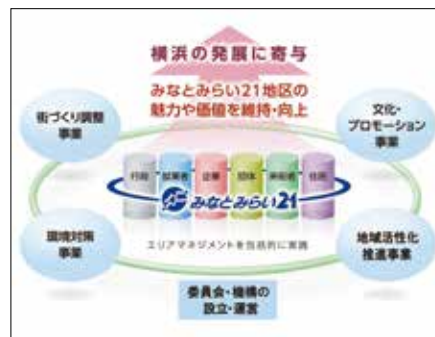 横浜の発展に寄与
みなとみらい21地区の
魅力や価値を維持・向上
街づくり調整
事業
文化・
プロモーション
事業
行政 就業者 企業 団体 来街者 住民
みなとみらい21
エリアマネジメントを包括的に実践
環境対策
事業
地域活性化
推進事業
委員会・機構の
設立・運営